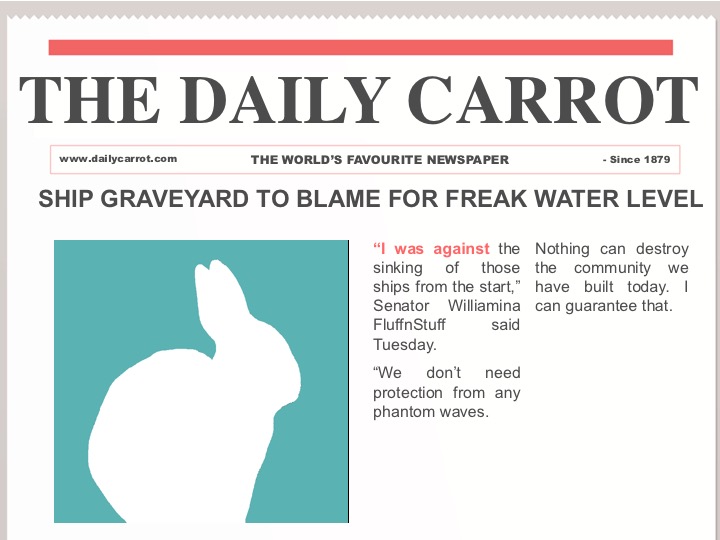 THE DAILY CARROT
www.dailycarrot.com
THE WORLD'S FAVOURITE NEWSPAPER
- Since 1879
SHIP GRAVEYARD TO BLAME FOR FREAK WATER LEVEL
“I was against the
sinking of those
ships from the start,”
Senator Williamina
FluffnStuff said
Tuesday.
“We don’t need
protection from any
phantom waves.
Nothing can destroy
the community we
have built today. I
can guarantee that.